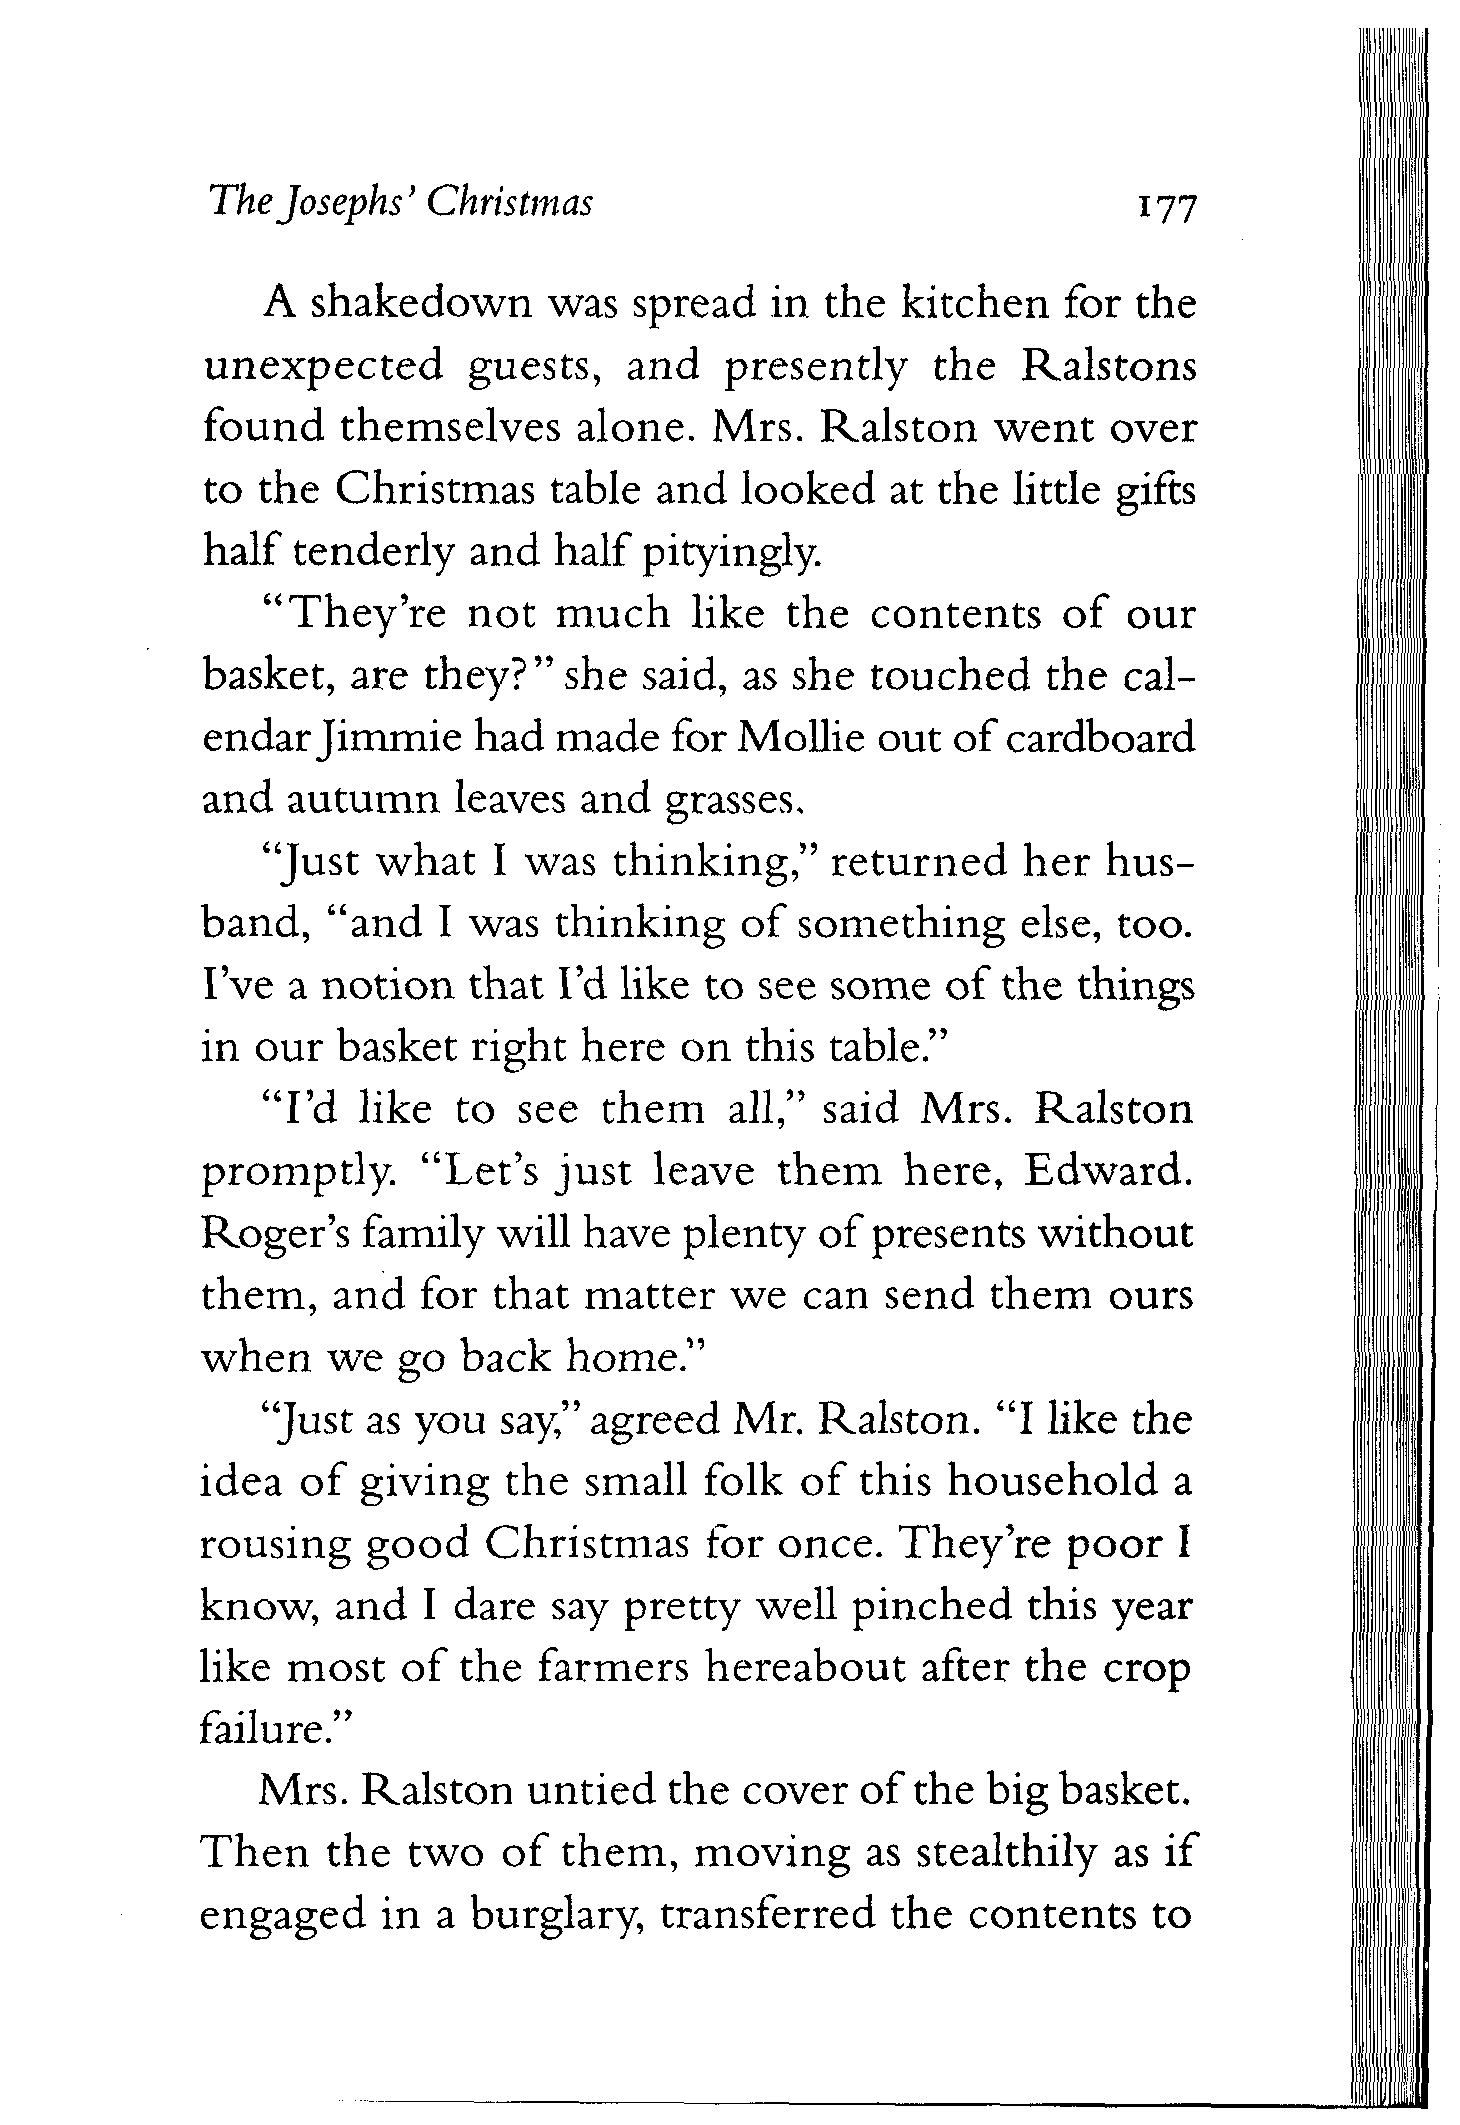 The Josephs' Christmas 177
A shakedown was spread in the kitchen for the
unexpected guests, and presently the Ralstons
found themselves alone. Mrs. Ralston went over
to the Christmas table and looked at the little gifts
half tenderly and half pityingly.
“They're not much like the contents of our
basket, are they?” she said, as she touched the cal-
endar Jimmie had made for Mollie out of cardboard
and autumn leaves and grasses.
“Just what I was thinking,” returned her hus-
band, “and I was thinking of something else, too.
I've a notion that I'd like to see some of the things
in our basket right here on this table.”
“I'd like to see them all,” said Mrs. Ralston
promptly. “Let's just leave them here, Edward.
Roger's family will have plenty of presents without
them, and for that matter we can send them ours
when we go back home.”
“Just as you say,” agreed Mr. Ralston. “I like the
idea of giving the small folk of this household a
rousing good Christmas for once. They're poor I
know, and I dare say pretty well pinched this year
like most of the farmers hereabout after the crop
failure.”
Mrs. Ralston untied the cover of the big basket.
Then the two of them, moving as stealthily as if
engaged in a burglary, transferred the contents to